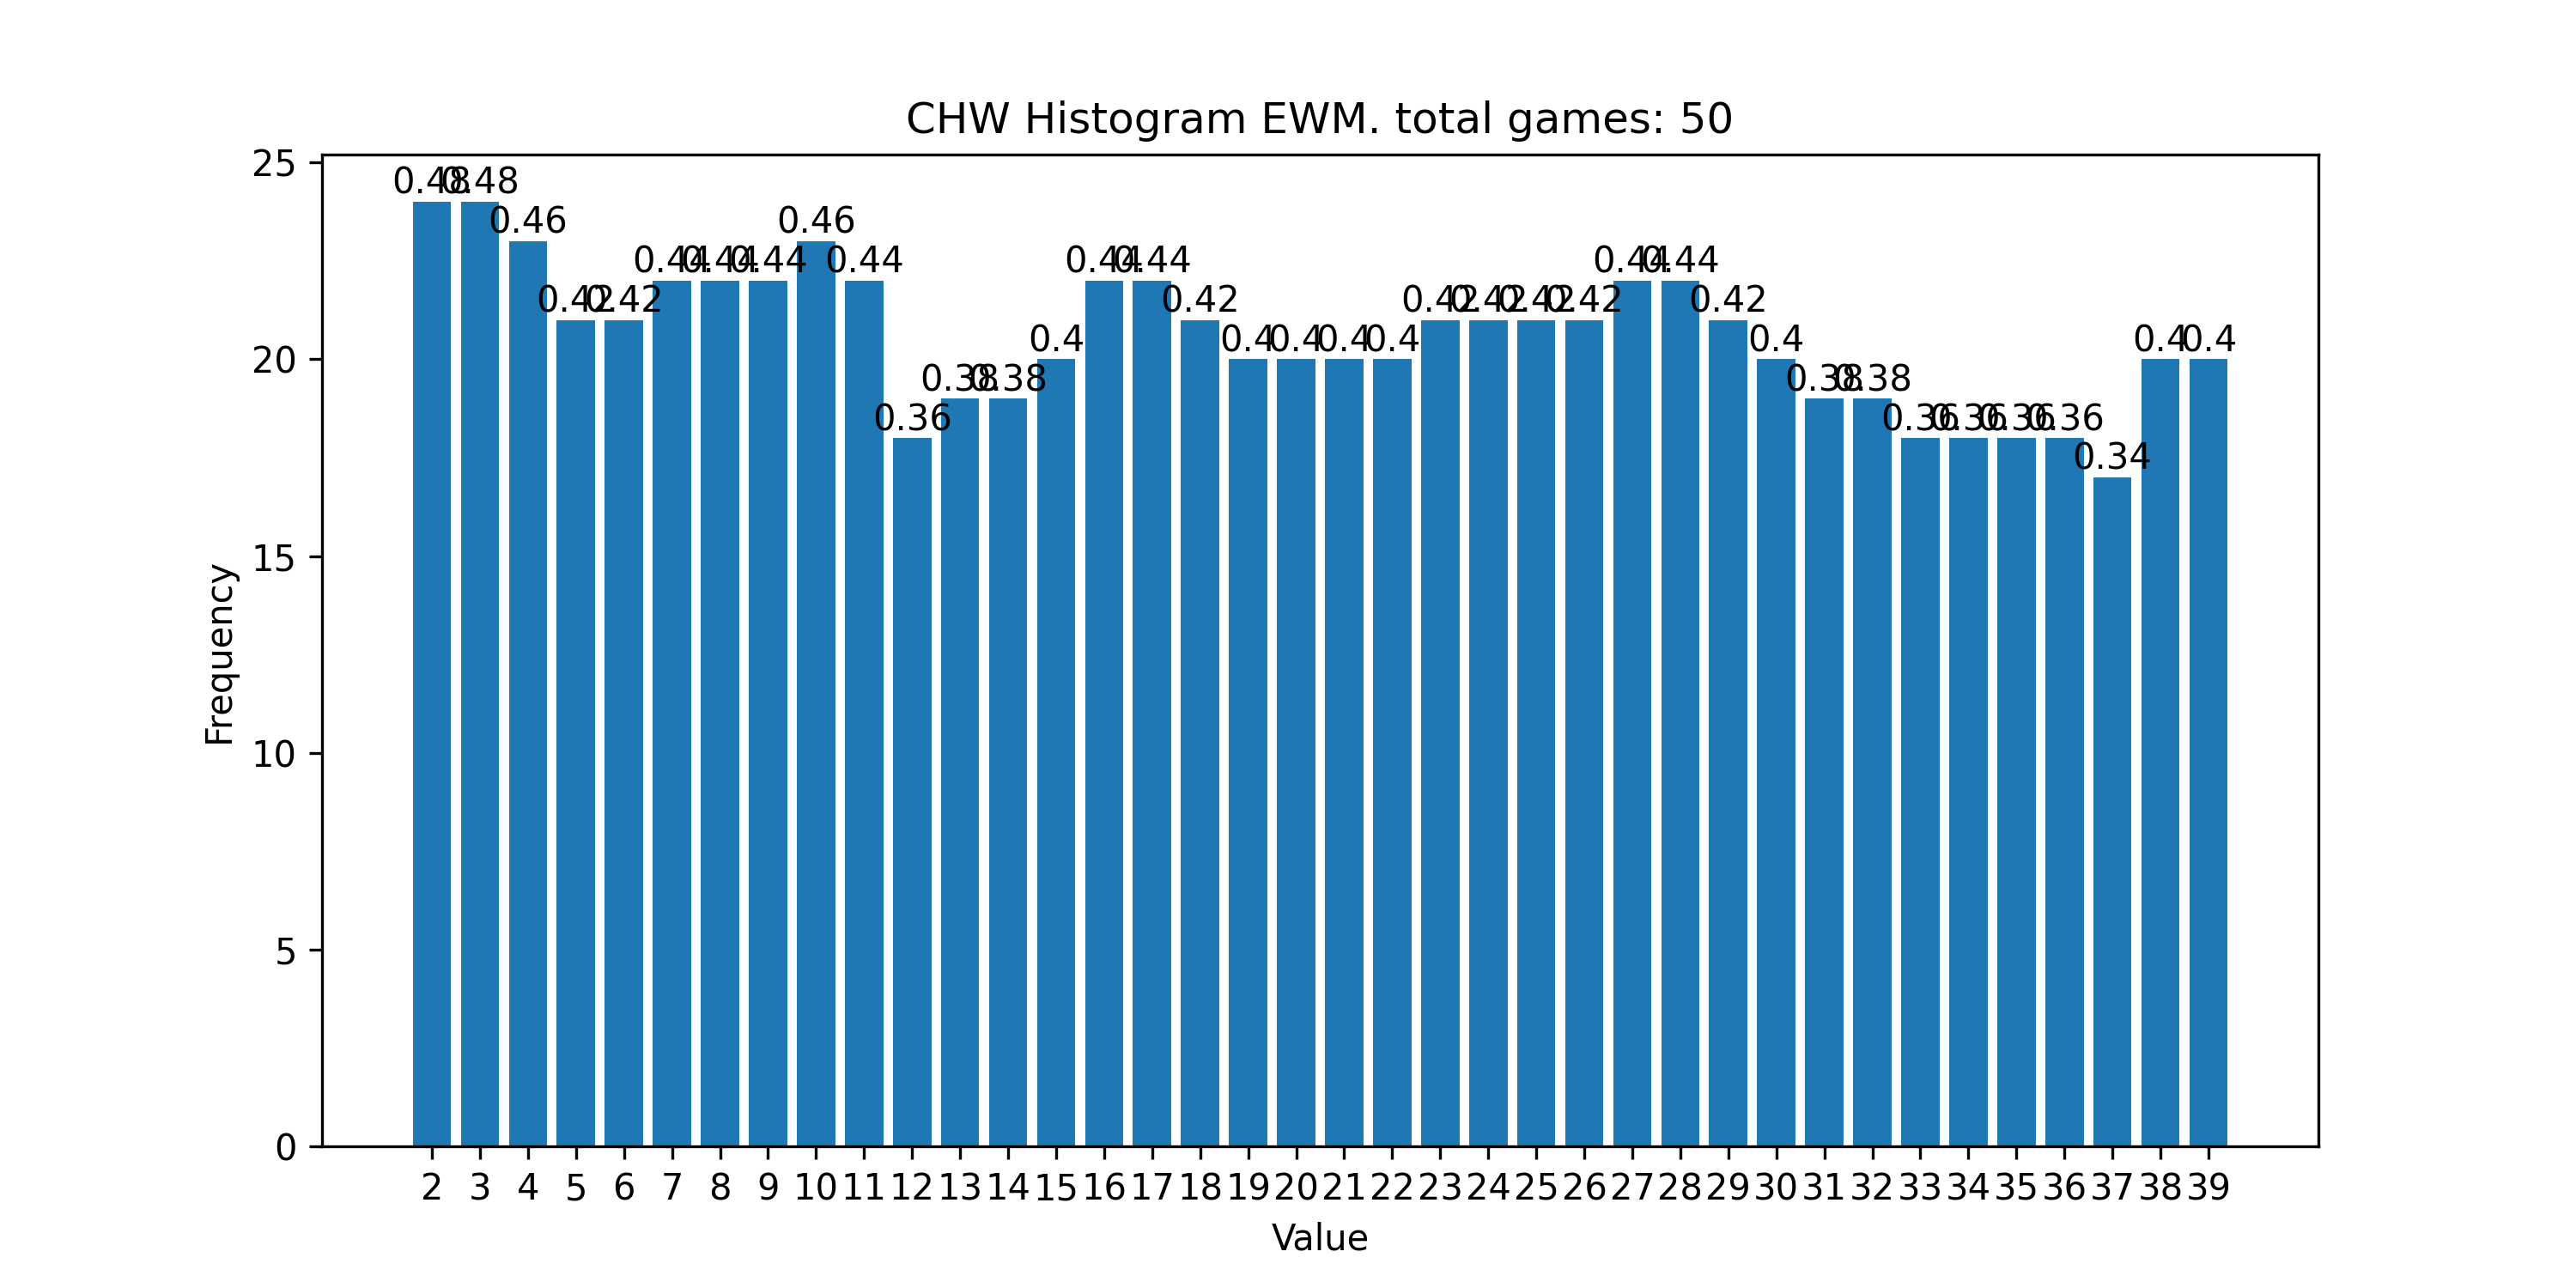 CHW Histogram EWM. total games: 50
25
20
15
10
5
0
Frequency
0.48 0.48 0.46 0.42 0.42 0.44 0.44 0.44 0.46 0.44 0.36 0.38 0.38 0.4 0.44 0.44 0.42 0.4 0.4 0.4 0.4 0.42 0.42 0.42 0.42 0.44 0.44 0.42 0.4 0.38 0.38 0.36 0.36 0.36 0.36 0.34 0.4 0.4
2 3 4 5 6 7 8 9 10 11 12 13 14 15 16 17 18 19 20 21 22 23 24 25 26 27 28 29 30 31 32 33 34 35 36 37 38 39
Value